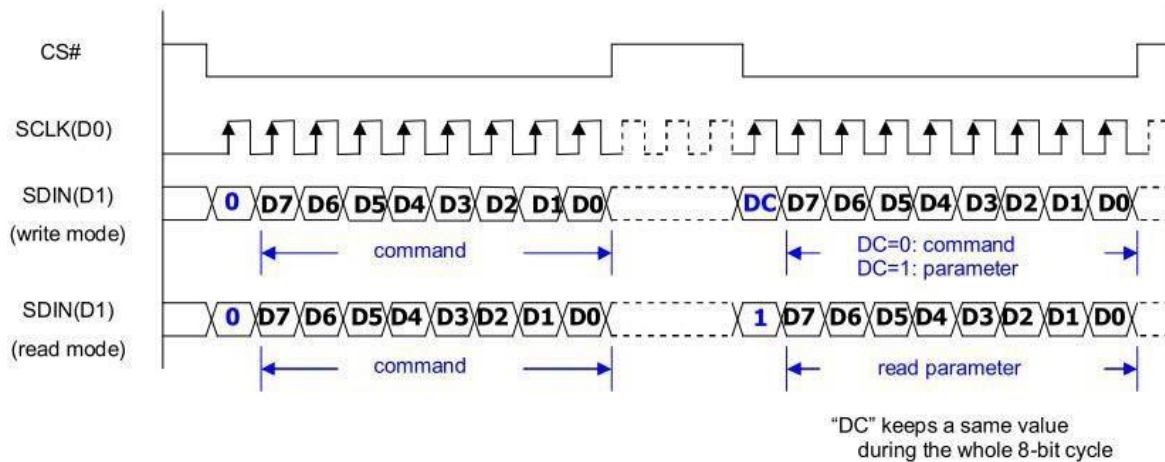 CS#
SCLK(D0)
SDIN(D1)
(write mode)
0 D7 D6 D5 D4 D3 D2 D1 D0
DC D7 D6 D5 D4 D3 D2 D1 D0
command
DC=0: command
DC=1: parameter
SDIN(D1)
(read mode)
0 D7 D6 D5 D4 D3 D2 D1 D0
1 D7 D6 D5 D4 D3 D2 D1 D0
command
read parameter
“DC” keeps a same value
during the whole 8-bit cycle